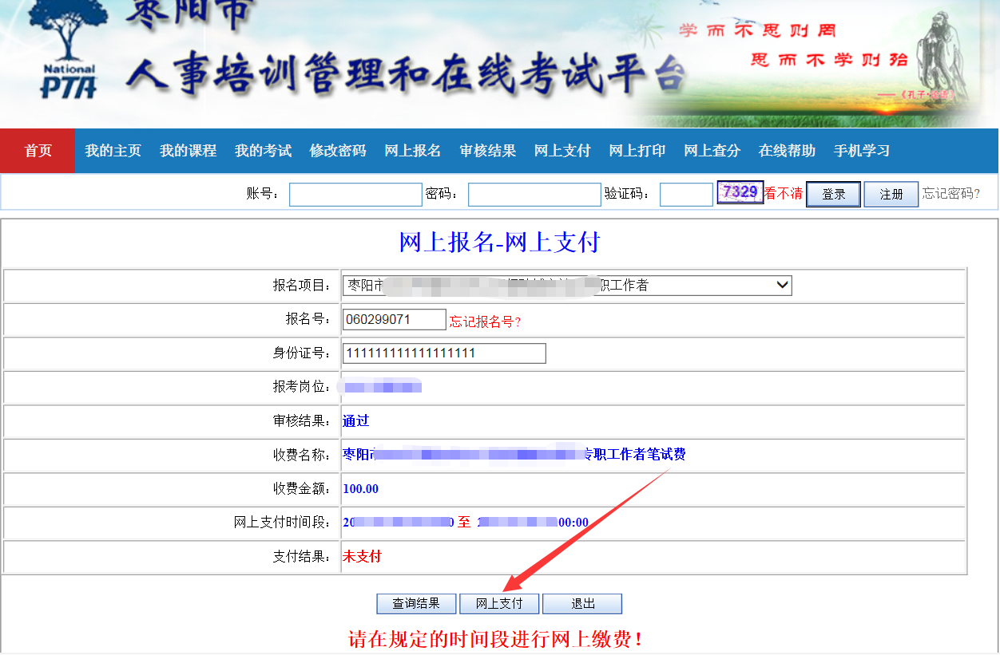 枣阳市
National
PTA
人事培训管理和在线考试平台
学而不思则罔
思而不学则殆
——《孔子·论语》
首页 我的主页 我的课程 我的考试 修改密码 网上报名 审核结果 网上支付 网上打印 网上查分 在线帮助 手机学习
账号： 密码： 验证码： 7329 看不清 登录 注册 忘记密码?
网上报名-网上支付
报名项目： 枣阳市 职工作者
报名号： 060299071 忘记报名号?
身份证号： 111111111111111111
报考岗位：
审核结果： 通过
收费名称： 枣阳市 专职工作者笔试费
收费金额： 100.00
网上支付时间段： 20 0 至 00:00
支付结果： 未支付
查询结果 网上支付 退出
请在规定的时间段进行网上缴费！